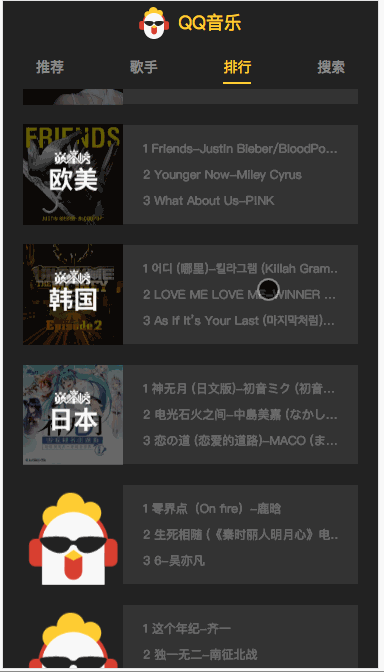 QQ音乐
推荐 歌手 排行 搜索
FRIENDS
巅峰榜
欧美
JUSTIN BIEBER/BLOODPOP
1 Friends-Justin Bieber/BloodPo...
2 Younger Now-Miley Cyrus
3 What About Us-P!NK
巅峰榜
韩国
Episode2
1 어디 (哪里)-킬라그램 (Killah Gram...
2 LOVE ME LOVE ME-WINNER ...
3 As If It's Your Last (마지막처럼)...
巅峰榜
日本
1 神无月 (日文版)-初音ミク (初音...
2 电光石火之间-中島美嘉 (なかし...
3 恋の道 (恋爱的道路)-MACO (ま...
1 零界点（On fire）-鹿晗
2 生死相随 (《秦时丽人明月心》电...
3 6-吴亦凡
1 这个年纪-齐一
2 独一无二-南征北战